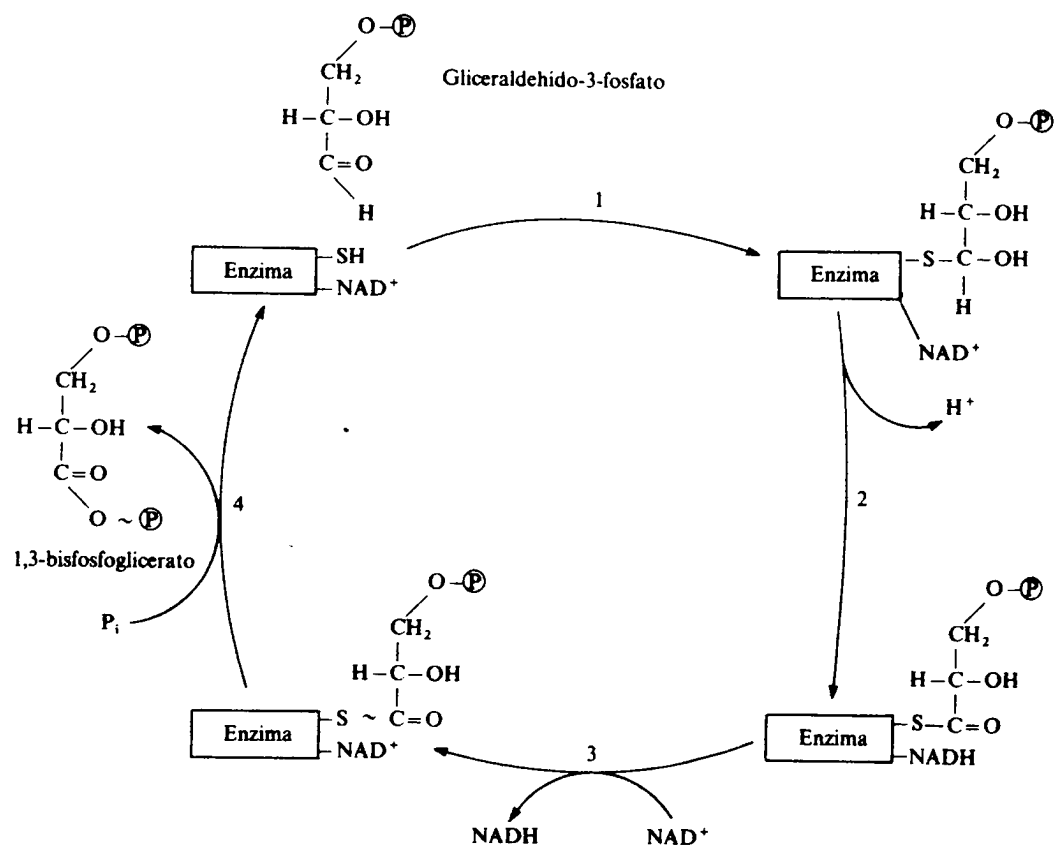 O–Ⓟ
CH₂
Gliceraldehido-3-fosfato
H–C–OH
C=O
H
SH
Enzima
NAD⁺
1
O–Ⓟ
CH₂
H–C–OH
Enzima
S–C–OH
H
NAD⁺
H⁺
2
O–Ⓟ
CH₂
H–C–OH
C=O
O~Ⓟ
1,3-bisfosfoglicerato
Pᵢ
4
O–Ⓟ
CH₂
H–C–OH
Enzima
S~C=O
NAD⁺
3
NADH
NAD⁺
O–Ⓟ
CH₂
H–C–OH
Enzima
S–C=O
NADH